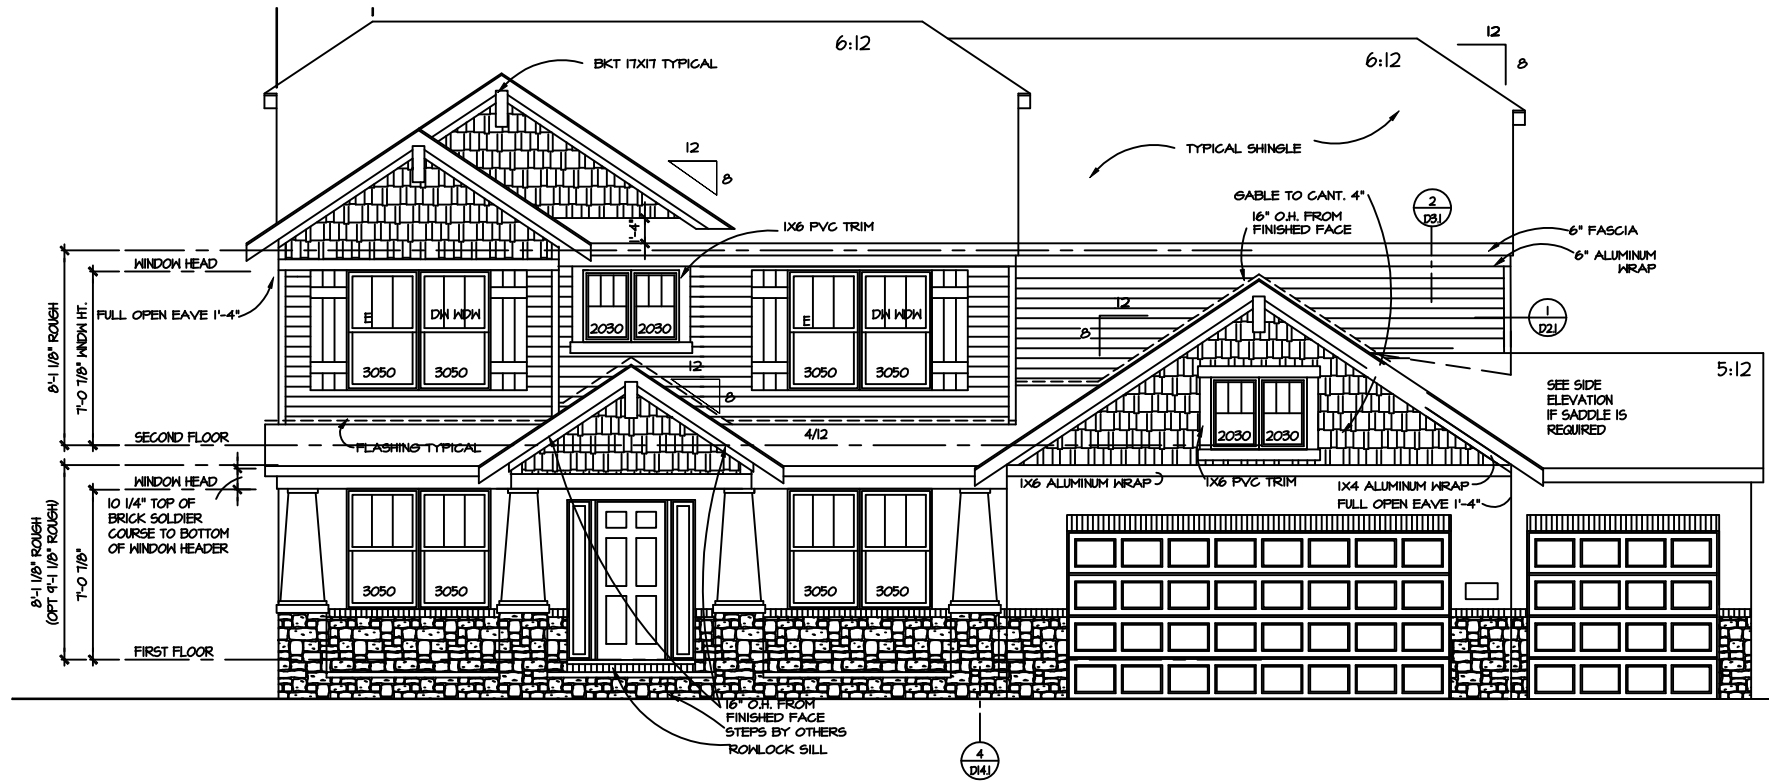 6:12
12
8
6:12
BKT 17X17 TYPICAL
12
8
TYPICAL SHINGLE
GABLE TO CANT. 4"
16" O.H. FROM
FINISHED FACE
2
D3.1
1'-4"
1X6 PVC TRIM
6" FASCIA
6" ALUMINUM
WRAP
WINDOW HEAD
FULL OPEN EAVE 1'-4"
8'-1 1/8" ROUGH
7'-0 7/8" WNDW HT.
E
DW WDW
2030
2030
E
DW WDW
12
8
1
D2.1
3050
3050
3050
3050
12
8
5:12
SEE SIDE
ELEVATION
IF SADDLE IS
REQUIRED
SECOND FLOOR
FLASHING TYPICAL
4/12
2030
2030
WINDOW HEAD
1X6 ALUMINUM WRAP
1X6 PVC TRIM
1X4 ALUMINUM WRAP
FULL OPEN EAVE 1'-4"
10 1/4" TOP OF
BRICK SOLDIER
COURSE TO BOTTOM
OF WINDOW HEADER
8'-1 1/8" ROUGH
(OPT 9'-1 1/8" ROUGH)
7'-0 7/8"
3050
3050
3050
3050
FIRST FLOOR
16" O.H. FROM
FINISHED FACE
STEPS BY OTHERS
ROWLOCK SILL
4
D14.1